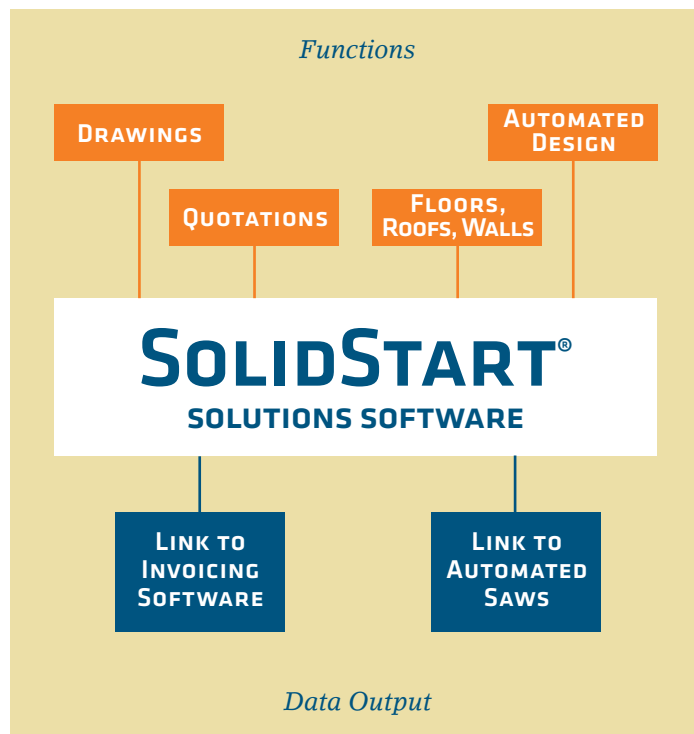 Functions
DRAWINGS
AUTOMATED
DESIGN
QUOTATIONS
FLOORS,
ROOFS, WALLS
SOLIDSTART®
SOLUTIONS SOFTWARE
LINK TO
INVOICING
SOFTWARE
LINK TO
AUTOMATED
SAWS
Data Output